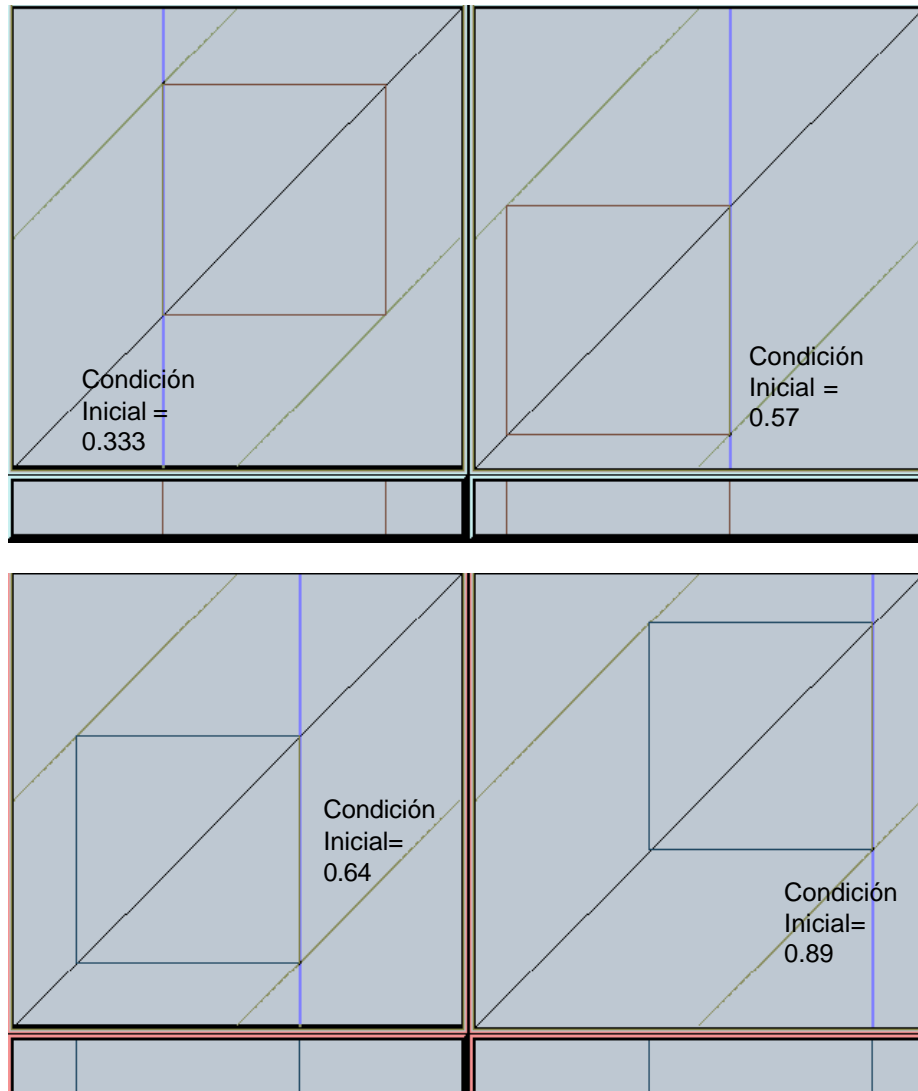 Condición
Inicial =
0.333
Condición
Inicial =
0.57
Condición
Inicial=
0.64
Condición
Inicial=
0.89